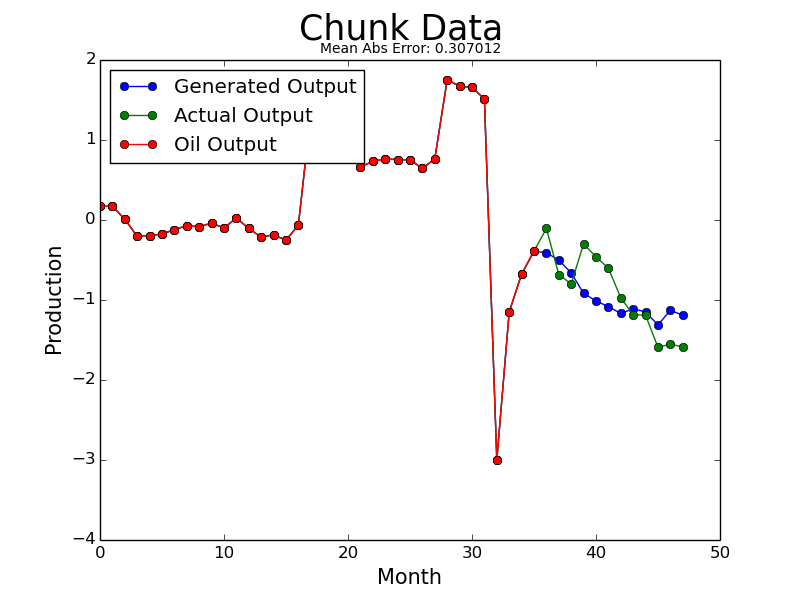 Chunk Data
Mean Abs Error: 0.307012
Generated Output
Actual Output
Oil Output
2
1
0
−1
−2
−3
−4
Production
0 10 20 30 40 50
Month